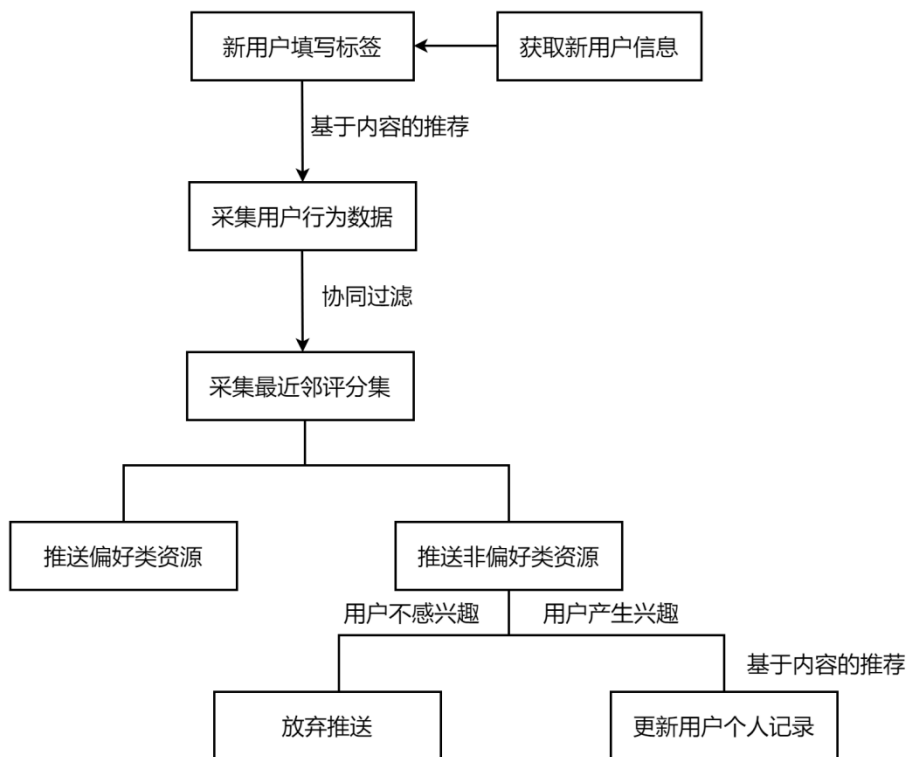 新用户填写标签
获取新用户信息
基于内容的推荐
采集用户行为数据
协同过滤
采集最近邻评分集
推送偏好类资源
推送非偏好类资源
用户不感兴趣
用户产生兴趣
基于内容的推荐
放弃推送
更新用户个人记录